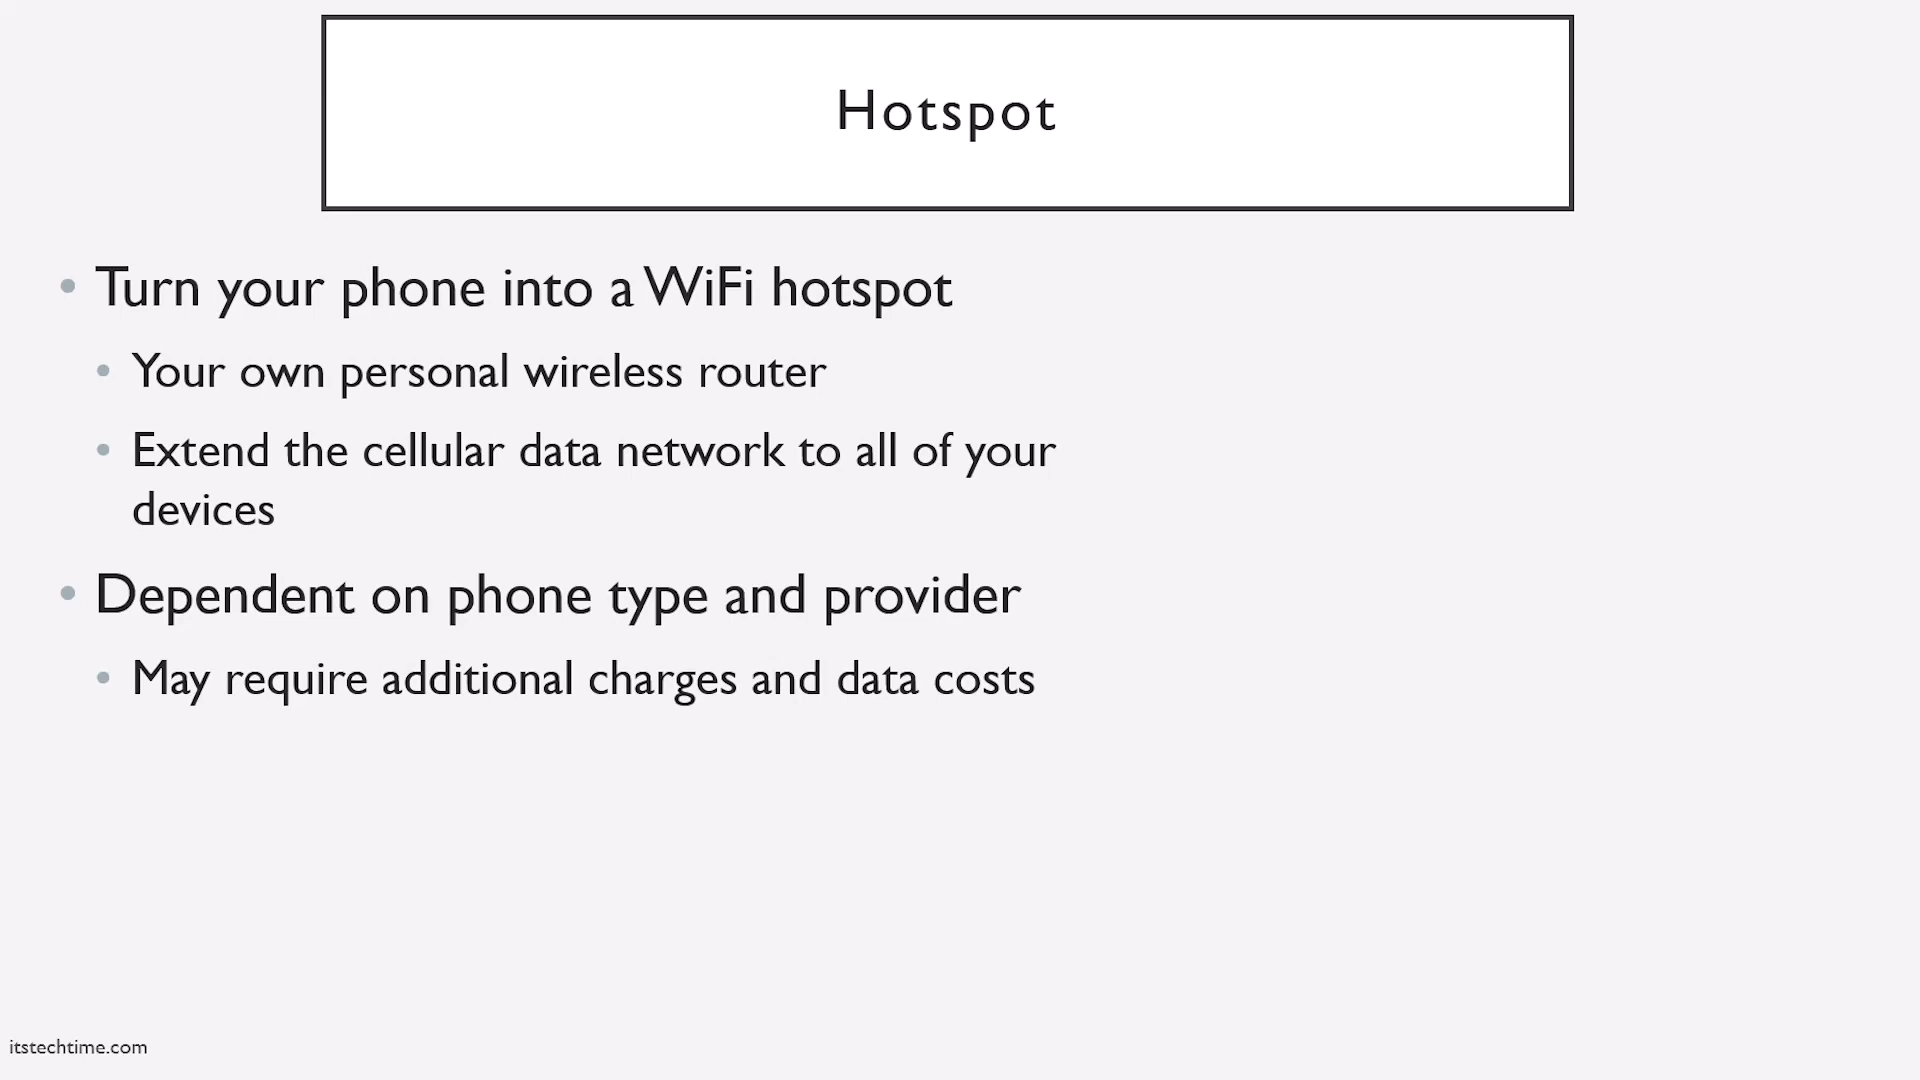 Hotspot
• Turn your phone into a WiFi hotspot
• Your own personal wireless router
• Extend the cellular data network to all of your
devices
• Dependent on phone type and provider
• May require additional charges and data costs
itstechtime.com